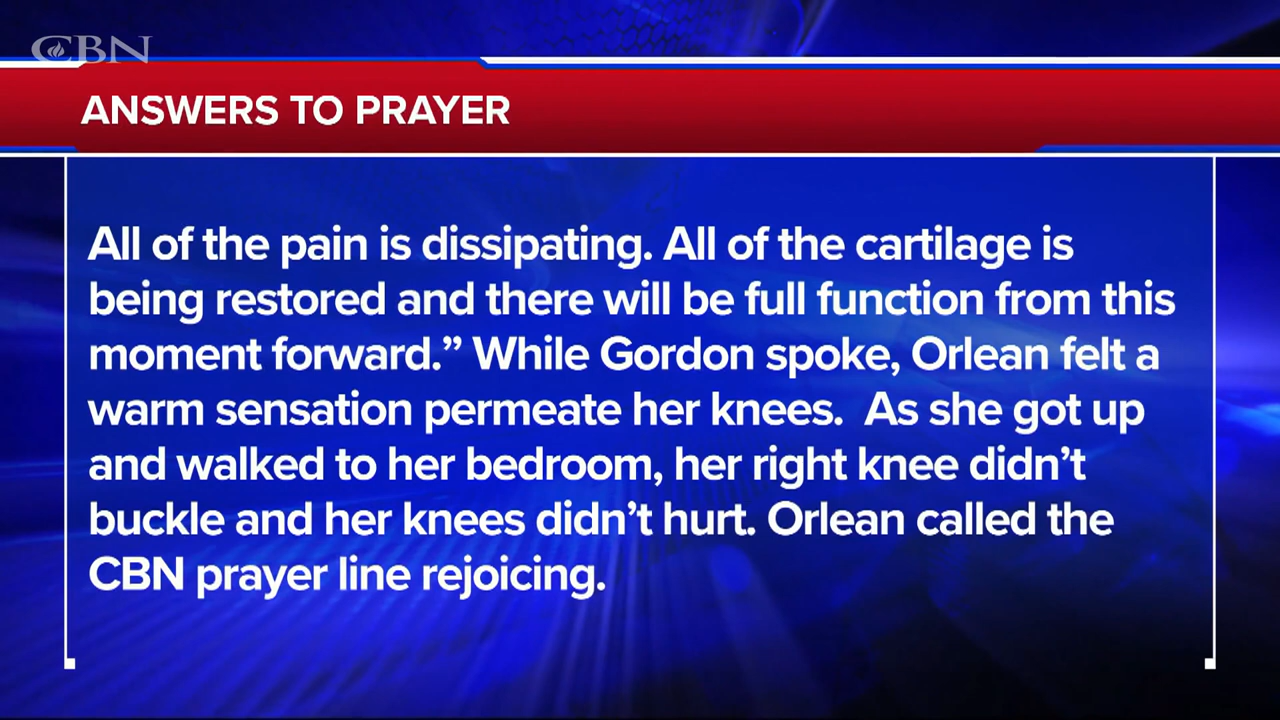 CBN
ANSWERS TO PRAYER
All of the pain is dissipating. All of the cartilage is
being restored and there will be full function from this
moment forward.” While Gordon spoke, Orlean felt a
warm sensation permeate her knees.  As she got up
and walked to her bedroom, her right knee didn’t
buckle and her knees didn’t hurt. Orlean called the
CBN prayer line rejoicing.